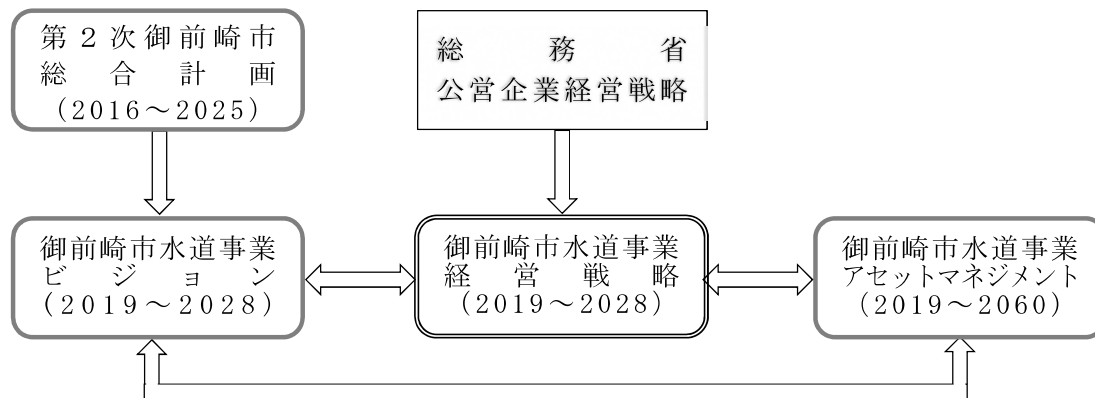 第2次御前崎市
総合計画
(2016～2025)
総務省
公営企業経営戦略
御前崎市水道事業
ビジョン
(2019～2028)
御前崎市水道事業
経営戦略
(2019～2028)
御前崎市水道事業
アセットマネジメント
(2019～2060)